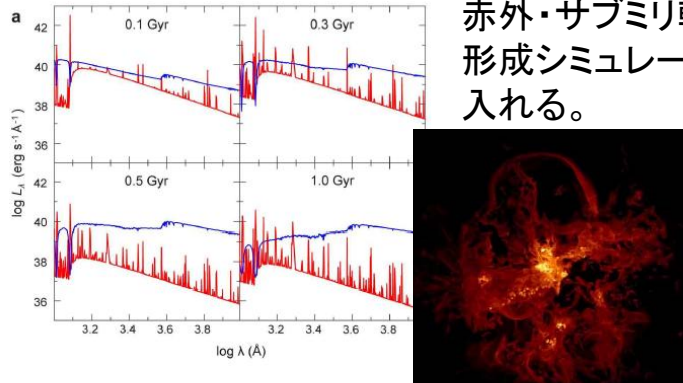 a
0.1 Gyr
0.3 Gyr
0.5 Gyr
1.0 Gyr
42
40
38
36
42
40
38
36
log Lλ (erg s⁻¹ Å⁻¹)
3.2 3.4 3.6 3.8
3.2 3.4 3.6 3.8
log λ (Å)
赤外・サブミリ
形成シミュレー
入れる。